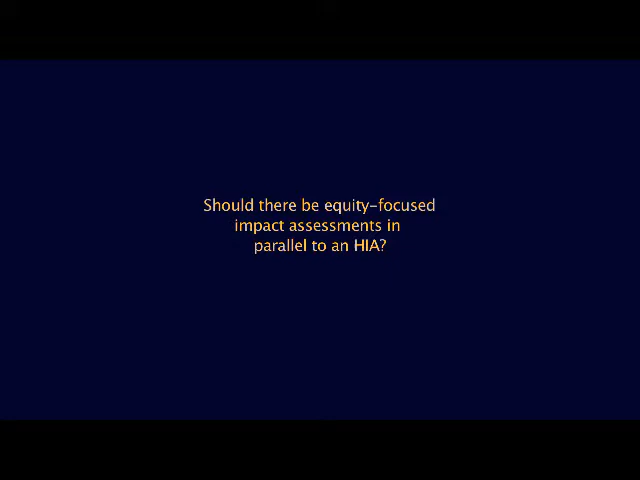 Should there be equity-focused
impact assessments in
parallel to an HIA?